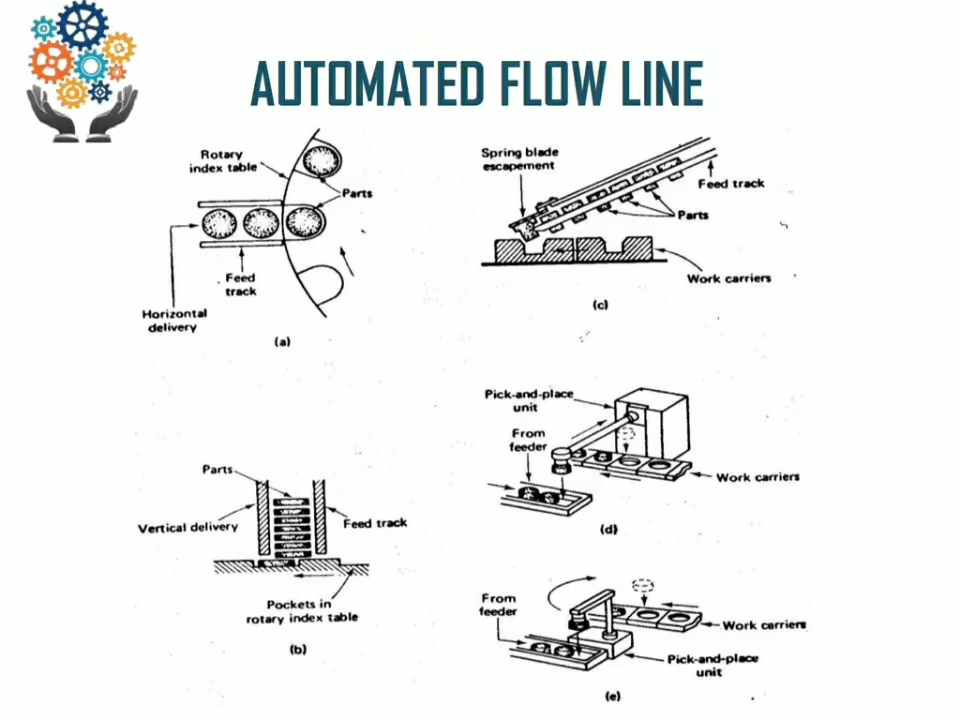 AUTOMATED FLOW LINE
Rotary
index table
Parts
Feed
track
Horizontal
delivery
(a)
Spring blade
escapement
Feed track
Parts
Work carriers
(c)
Parts
Vertical delivery
Feed track
Pockets in
rotary index table
(b)
Pick-and-place
unit
From
feeder
Work carriers
(d)
From
feeder
Work carriers
Pick-and-place
unit
(e)